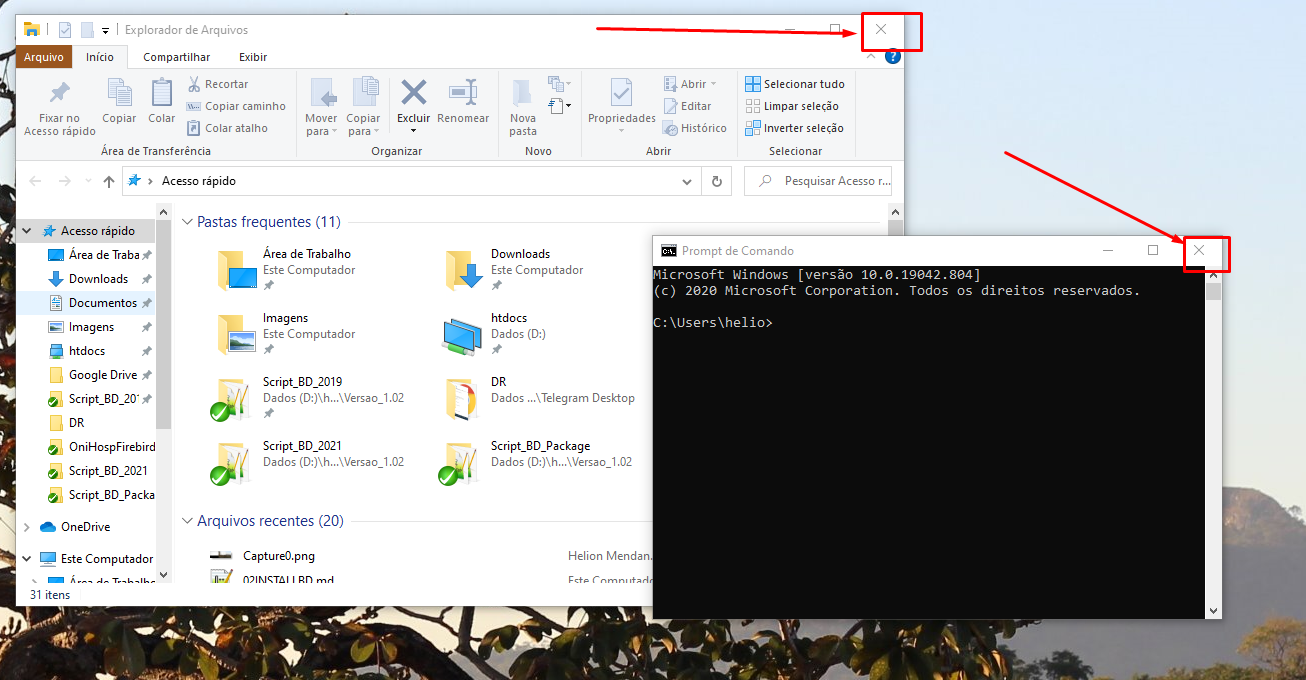 Explorador de Arquivos
Arquivo
Início
Compartilhar
Exibir
Fixar no
Acesso rápido
Copiar
Colar
Recortar
Copiar caminho
Colar atalho
Área de Transferência
Mover
para
Copiar
para
Excluir
Renomear
Organizar
Nova
pasta
Novo
Propriedades
Abrir
Editar
Histórico
Abrir
Selecionar tudo
Limpar seleção
Inverter seleção
Selecionar
Acesso rápido
Pesquisar Acesso r...
Acesso rápido
Área de Traba
Downloads
Documentos
Imagens
htdocs
Google Drive
Script_BD_201
DR
OniHospFirebird
Script_BD_2021
Script_BD_Packa
OneDrive
Este Computador
Área de Trabalho
Pastas frequentes (11)
Área de Trabalho
Este Computador
Downloads
Este Computador
Imagens
Este Computador
htdocs
Dados (D:)
Script_BD_2019
Dados (D:)\h...\Versao_1.02
DR
Dados ...\Telegram Desktop
Script_BD_2021
Dados (D:)\h...\Versao_1.02
Script_BD_Package
Dados (D:)\h...\Versao_1.02
Arquivos recentes (20)
Capture0.png
Helion Mendan.
02INSTALLBD.md
Este Computado
31 itens
Prompt de Comando
Microsoft Windows [versão 10.0.19042.804]
(c) 2020 Microsoft Corporation. Todos os direitos reservados.
C:\Users\helio>